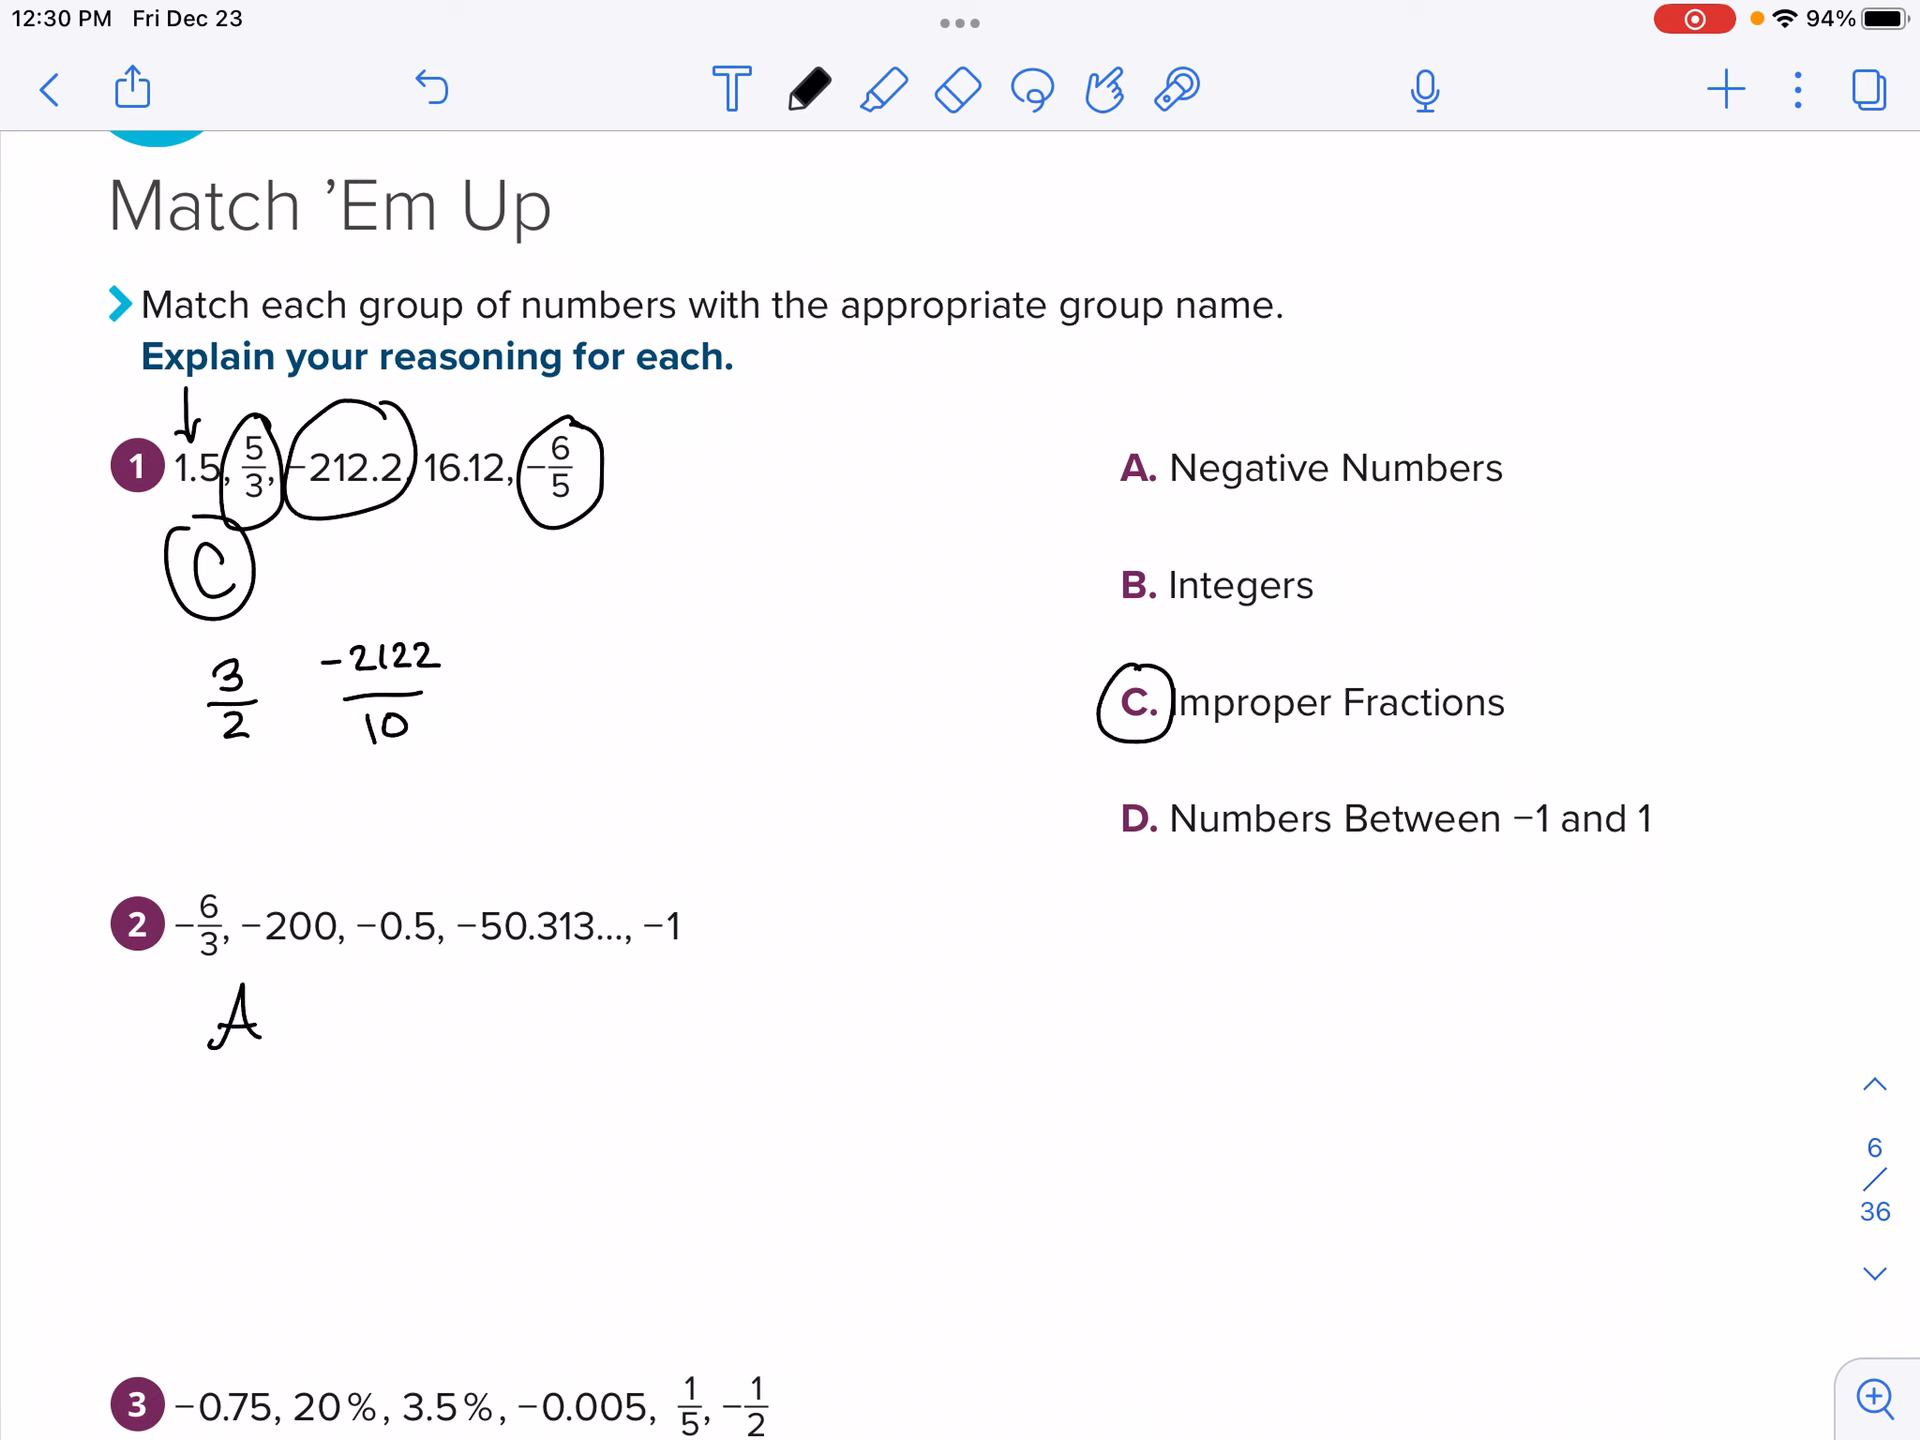 12:30 PM Fri Dec 23
94%
Match ’Em Up
Match each group of numbers with the appropriate group name.
Explain your reasoning for each.
1 1.5, 5/3, −212.2, 16.12, −6/5
C
3/2 -2122/10
A. Negative Numbers
B. Integers
C. Improper Fractions
D. Numbers Between −1 and 1
2 −6/3, −200, −0.5, −50.313..., −1
A
6
/
36
3 −0.75, 20%, 3.5%, −0.005, 1/5, −1/2